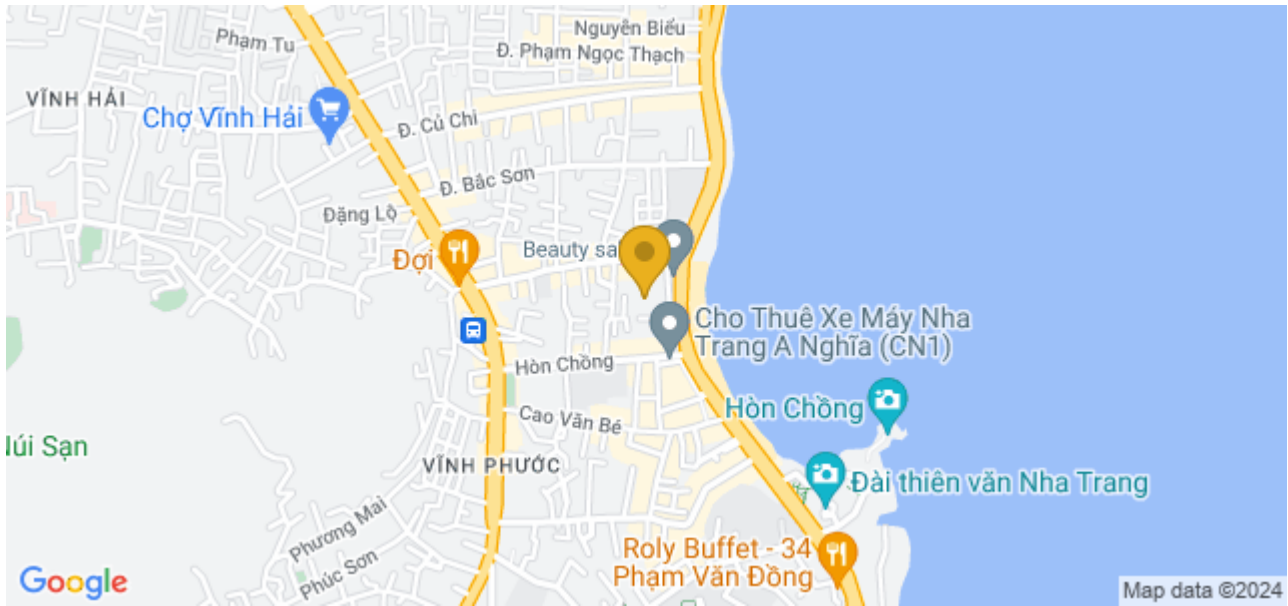 Nguyễn Biểu
Phạm Tu
Đ. Phạm Ngọc Thạch
VĨNH HẢI
Chợ Vĩnh Hải
Đ. Củ Chi
Đ. Bắc Sơn
Đặng Lộ
Beauty sa
Đợi
Cho Thuê Xe Máy Nha
Trang A Nghĩa (CN1)
Hòn Chồng
Hòn Chồng
Cao Văn Bé
Núi Sạn
VĨNH PHƯỚC
Đài thiên văn Nha Trang
Phương Mai
Roly Buffet - 34
Phạm Văn Đồng
Phúc Sơn
Google
Map data ©2024